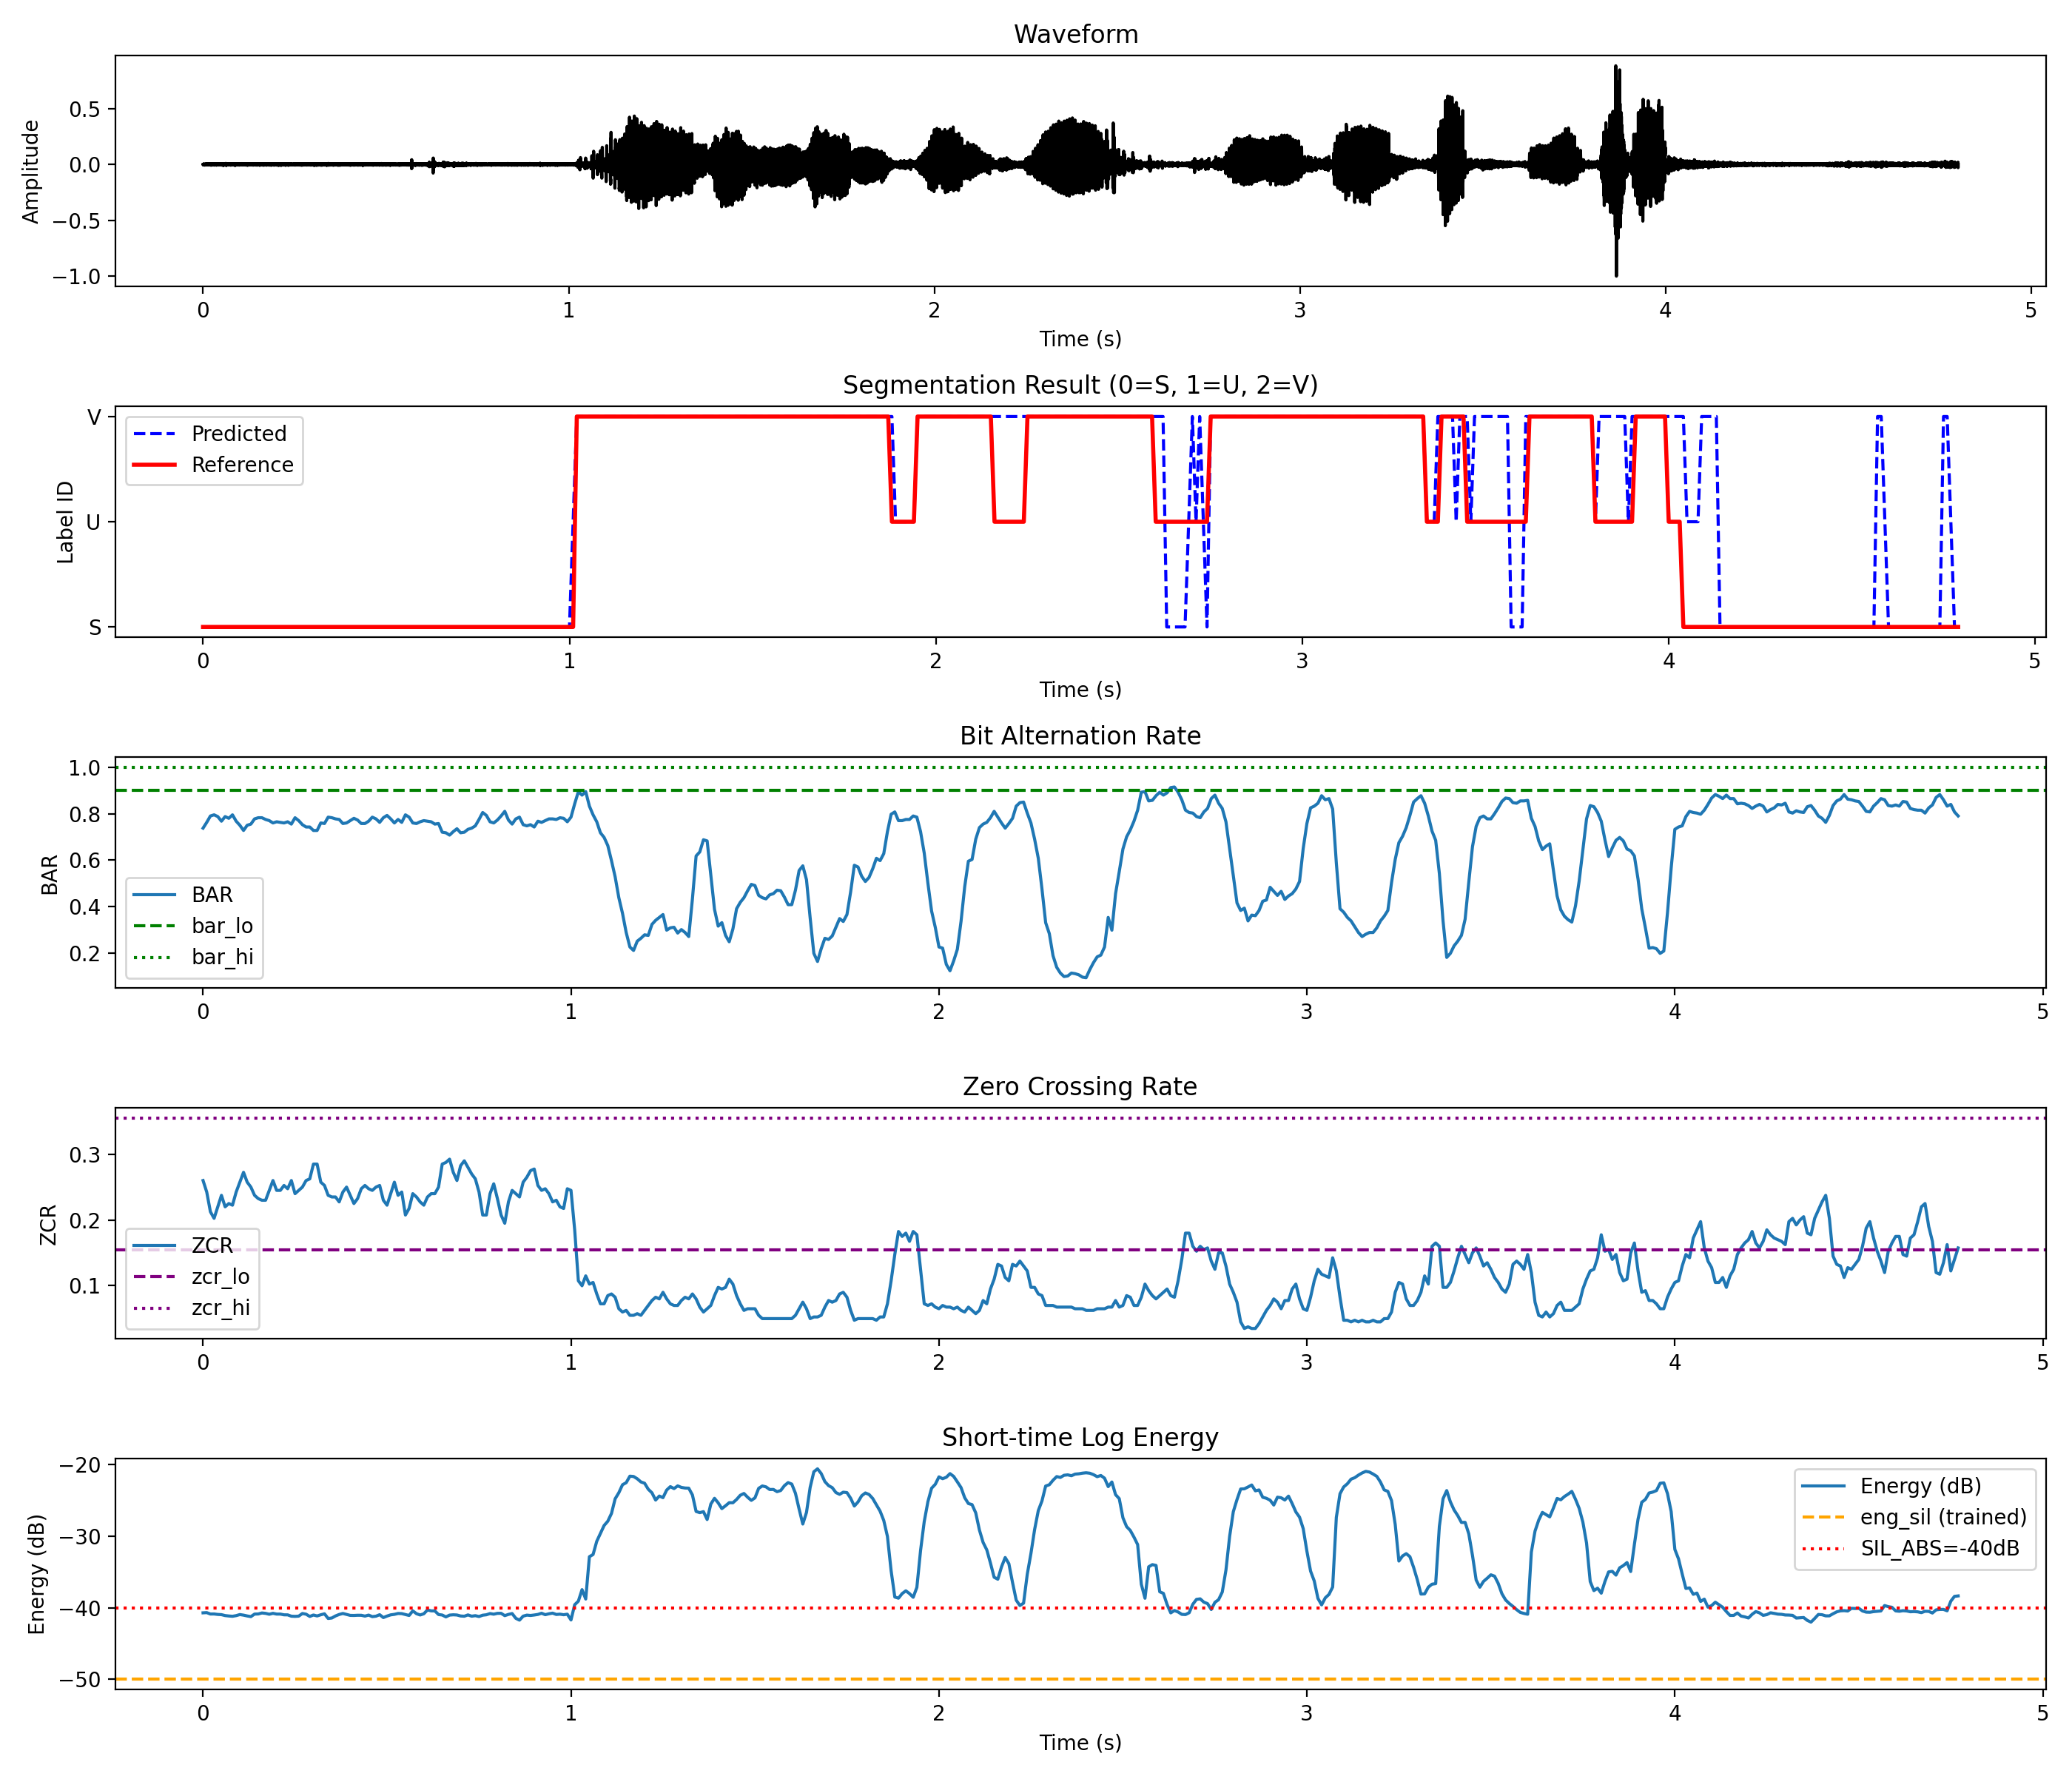 Waveform
Amplitude
0.5
0.0
−0.5
−1.0
0 1 2 3 4 5
Time (s)
Segmentation Result (0=S, 1=U, 2=V)
Label ID
V
U
S
Predicted
Reference
0 1 2 3 4 5
Time (s)
Bit Alternation Rate
BAR
1.0
0.8
0.6
0.4
0.2
BAR
bar_lo
bar_hi
0 1 2 3 4 5
Zero Crossing Rate
ZCR
0.3
0.2
0.1
ZCR
zcr_lo
zcr_hi
0 1 2 3 4 5
Short-time Log Energy
Energy (dB)
−20
−30
−40
−50
Energy (dB)
eng_sil (trained)
SIL_ABS=-40dB
0 1 2 3 4 5
Time (s)